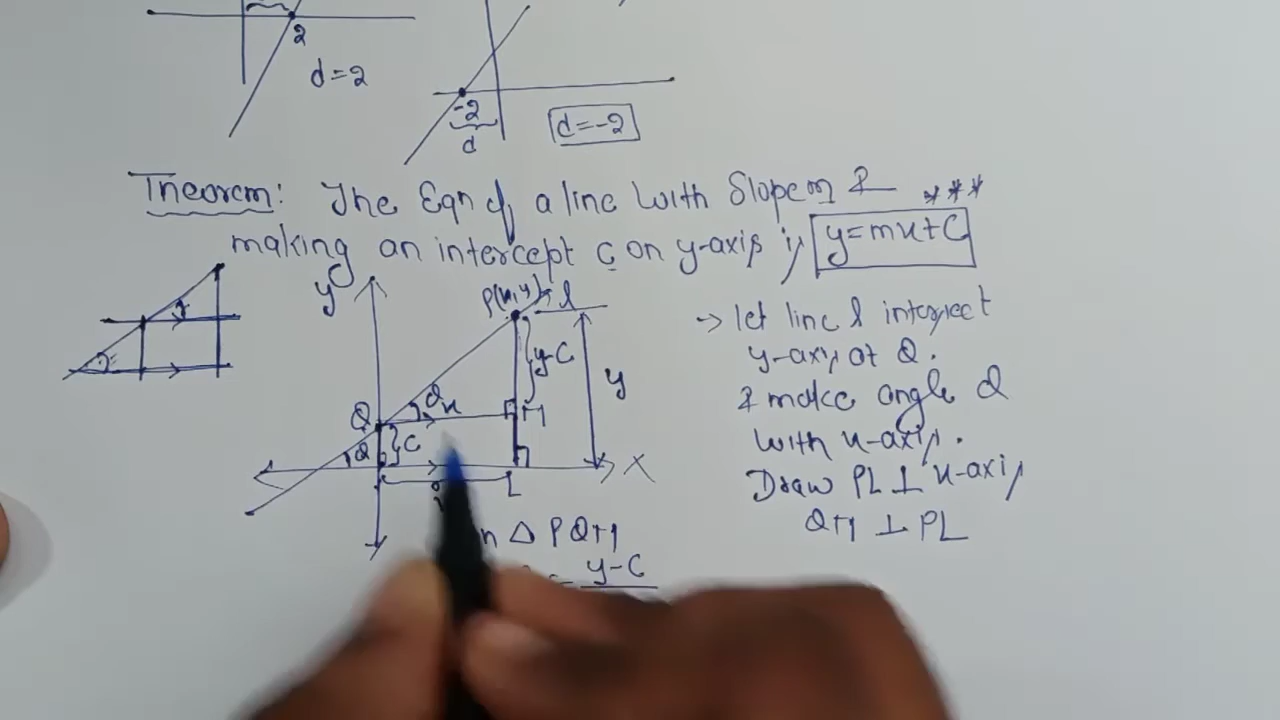 2
d=2
-2
d
d=-2
Theorem: The Eqn of a line with Slope m &
making an intercept C on y-axis is y=mx+C
***
y
P(x,y)
l
y-C
y
Q
α
x
M
C
α
X
L
→ let line l intersect
y-axis at Q.
& make angle α
with x-axis.
Draw PL ⊥ x-axis
QM ⊥ PL
Δ PQM
= y-C